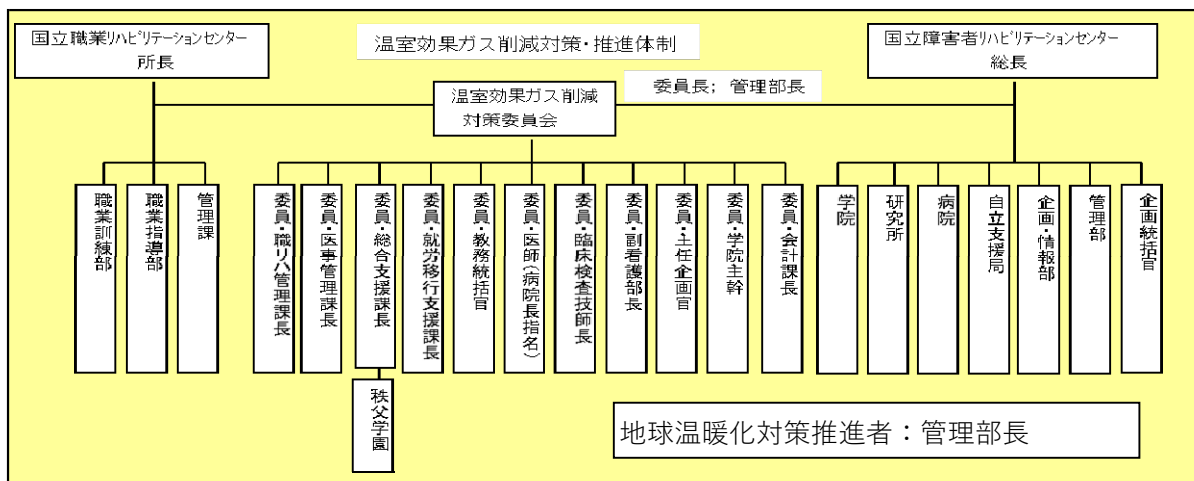 国立職業ﾘﾊﾋﾞﾘﾃｰｼｮﾝｾﾝﾀｰ
所長
温室効果ガス削減対策・推進体制
国立障害者ﾘﾊﾋﾞﾘﾃｰｼｮﾝｾﾝﾀｰ
総長
委員長；管理部長
温室効果ガス削減
対策委員会
職業訓練部
職業指導部
管理課
委員・職リハ管理課長
委員・医事管理課長
委員・総合支援課長
委員・就労移行支援課長
委員・教務統括官
委員・医師（病院長指名）
委員・臨床検査技師長
委員・副看護部長
委員・主任企画官
委員・学院主幹
委員・会計課長
学院
研究所
病院
自立支援局
企画・情報部
管理部
企画統括官
秩父学園
地球温暖化対策推進者：管理部長